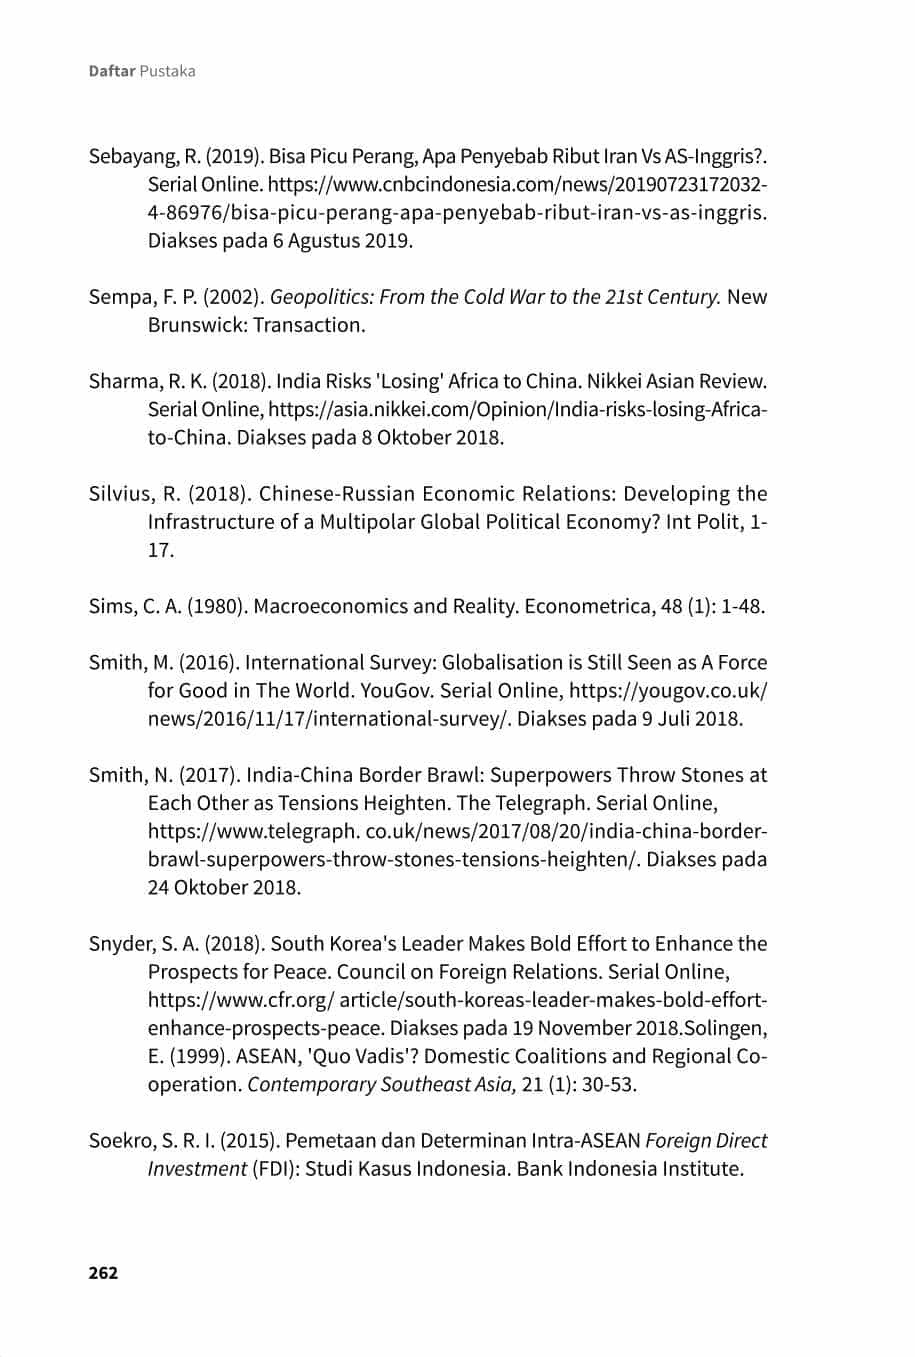 Daftar Pustaka
Sebayang, R. (2019). Bisa Picu Perang, Apa Penyebab Ribut Iran Vs AS-Inggris?.
Serial Online. https://www.cnbcindonesia.com/news/20190723172032-
4-86976/bisa-picu-perang-apa-penyebab-ribut-iran-vs-as-inggris.
Diakses pada 6 Agustus 2019.
Sempa, F. P. (2002). Geopolitics: From the Cold War to the 21st Century. New
Brunswick: Transaction.
Sharma, R. K. (2018). India Risks 'Losing' Africa to China. Nikkei Asian Review.
Serial Online, https://asia.nikkei.com/Opinion/India-risks-losing-Africa-
to-China. Diakses pada 8 Oktober 2018.
Silvius, R. (2018). Chinese-Russian Economic Relations: Developing the
Infrastructure of a Multipolar Global Political Economy? Int Polit, 1-
17.
Sims, C. A. (1980). Macroeconomics and Reality. Econometrica, 48 (1): 1-48.
Smith, M. (2016). International Survey: Globalisation is Still Seen as A Force
for Good in The World. YouGov. Serial Online, https://yougov.co.uk/
news/2016/11/17/international-survey/. Diakses pada 9 Juli 2018.
Smith, N. (2017). India-China Border Brawl: Superpowers Throw Stones at
Each Other as Tensions Heighten. The Telegraph. Serial Online,
https://www.telegraph. co.uk/news/2017/08/20/india-china-border-
brawl-superpowers-throw-stones-tensions-heighten/. Diakses pada
24 Oktober 2018.
Snyder, S. A. (2018). South Korea's Leader Makes Bold Effort to Enhance the
Prospects for Peace. Council on Foreign Relations. Serial Online,
https://www.cfr.org/ article/south-koreas-leader-makes-bold-effort-
enhance-prospects-peace. Diakses pada 19 November 2018.Solingen,
E. (1999). ASEAN, 'Quo Vadis'? Domestic Coalitions and Regional Co-
operation. Contemporary Southeast Asia, 21 (1): 30-53.
Soekro, S. R. I. (2015). Pemetaan dan Determinan Intra-ASEAN Foreign Direct
Investment (FDI): Studi Kasus Indonesia. Bank Indonesia Institute.
262